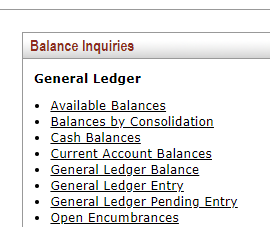 Balance Inquiries
General Ledger
Available Balances
Balances by Consolidation
Cash Balances
Current Account Balances
General Ledger Balance
General Ledger Entry
General Ledger Pending Entry
Open Encumbrances